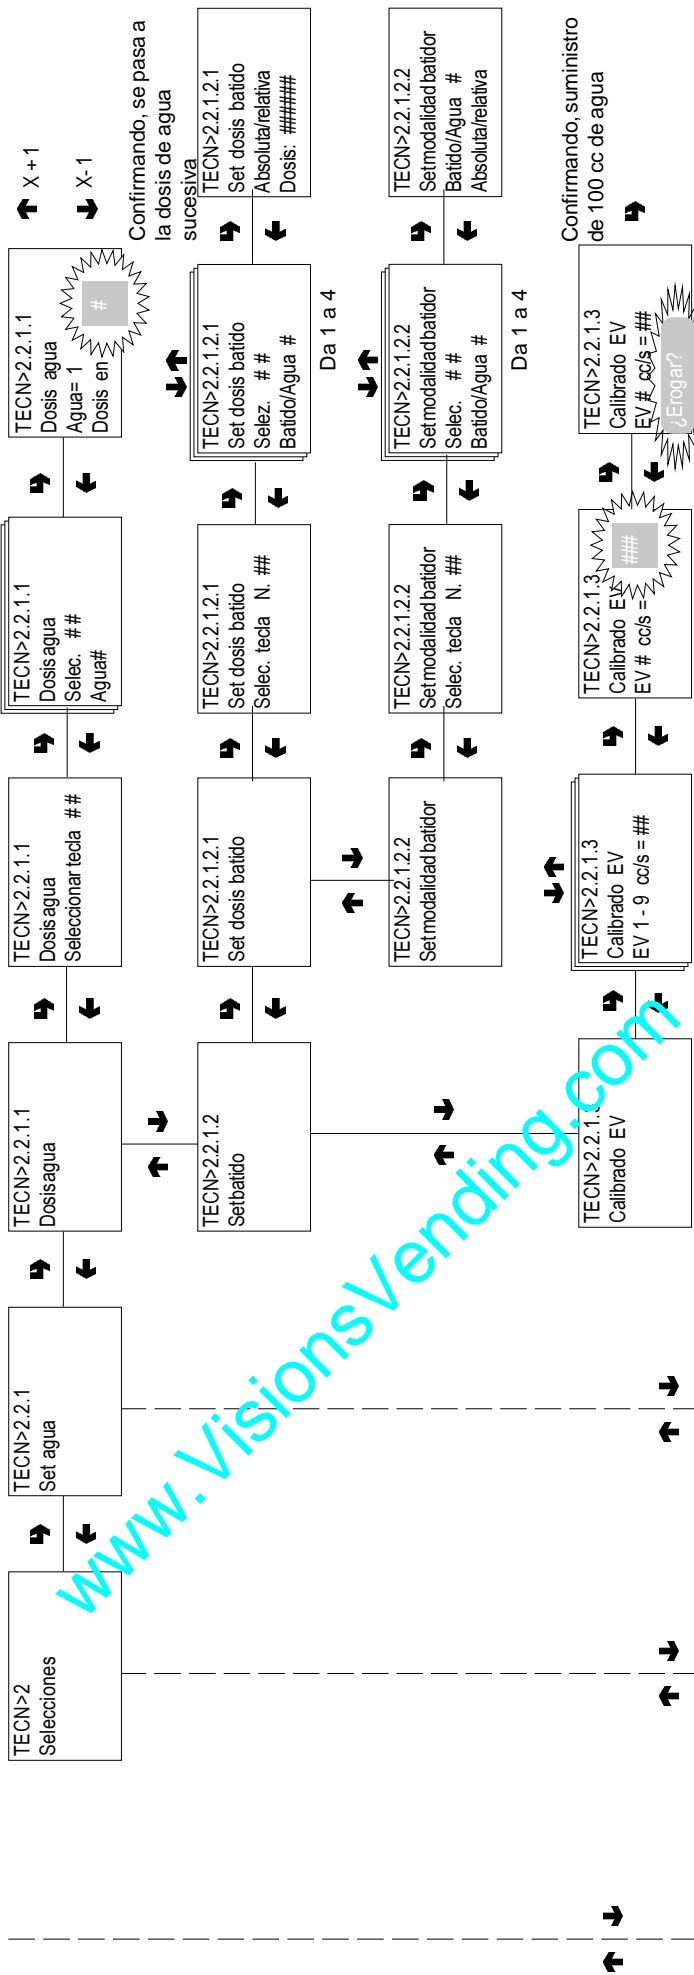 TECN>2
Selecciones
TECN>2.2.1
Set agua
TECN>2.2.1.1
Dosis agua
TECN>2.2.1.1
Dosis agua
Seleccionar tecla ##
TECN>2.2.1.1
Dosis agua
Selec. ##
Agua#
TECN>2.2.1.1
Dosis agua
Agua= 1
Dosis en
#
X + 1
X - 1
Confirmando, se pasa a
la dosis de agua
sucesiva
TECN>2.2.1.2
Set batido
TECN>2.2.1.2.1
Set dosis batido
TECN>2.2.1.2.1
Set dosis batido
Selec. tecla N. ##
TECN>2.2.1.2.1
Set dosis batido
Selez. ##
Batido/Agua #
Da 1 a 4
TECN>2.2.1.2.1
Set dosis batido
Absoluta/relativa
Dosis: ######
TECN>2.2.1.2.2
Set modalidad batidor
TECN>2.2.1.2.2
Set modalidad batidor
Selec. tecla N. ##
TECN>2.2.1.2.2
Set modalidad batidor
Selec. ##
Batido/Agua #
Da 1 a 4
TECN>2.2.1.2.2
Set modalidad batidor
Batido/Agua #
Absoluta/relativa
TECN>2.2.1.3
Calibrado EV
TECN>2.2.1.3
Calibrado EV
EV 1 - 9 cc/s = ##
TECN>2.2.1.3
Calibrado EV
EV # cc/s =
###
TECN>2.2.1.3
Calibrado EV
EV # cc/s = ##
¿Erogar?
Confirmando, suministro
de 100 cc de agua
www.VisionsVending.com